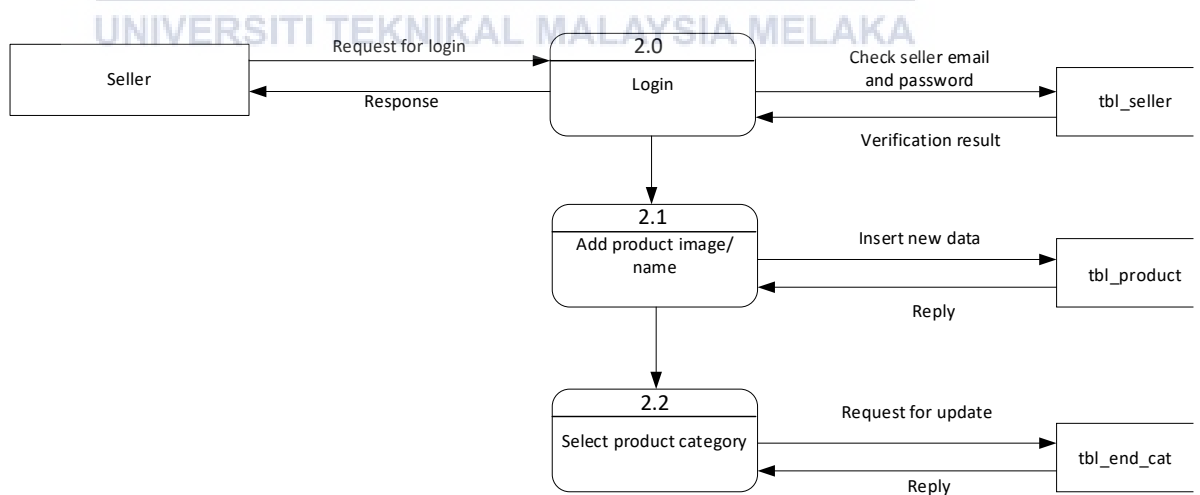 UNIVERSITI TEKNIKAL MALAYSIA MELAKA
Seller
Request for login
Response
2.0
Login
Check seller email
and password
Verification result
tbl_seller
2.1
Add product image/
name
Insert new data
Reply
tbl_product
2.2
Select product category
Request for update
Reply
tbl_end_cat